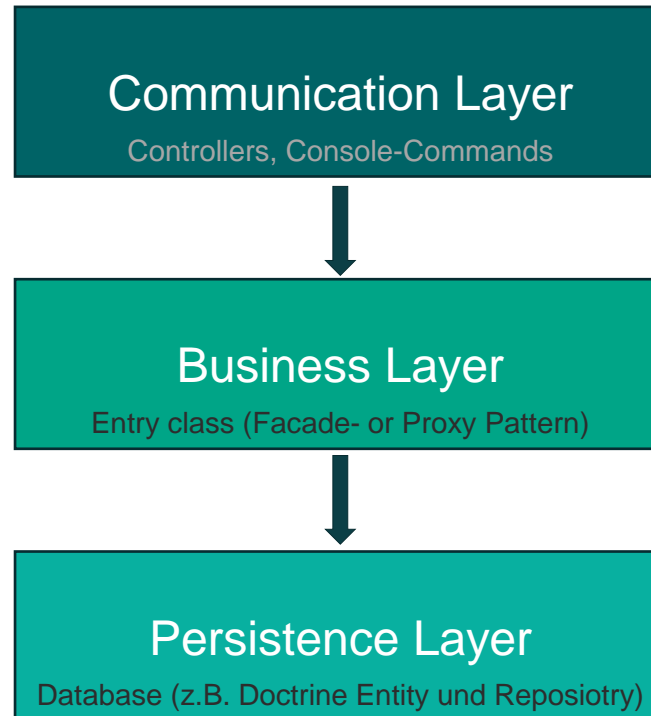 Communication Layer
Controllers, Console-Commands
Business Layer
Entry class (Facade- or Proxy Pattern)
Persistence Layer
Database (z.B. Doctrine Entity und Reposiotry)